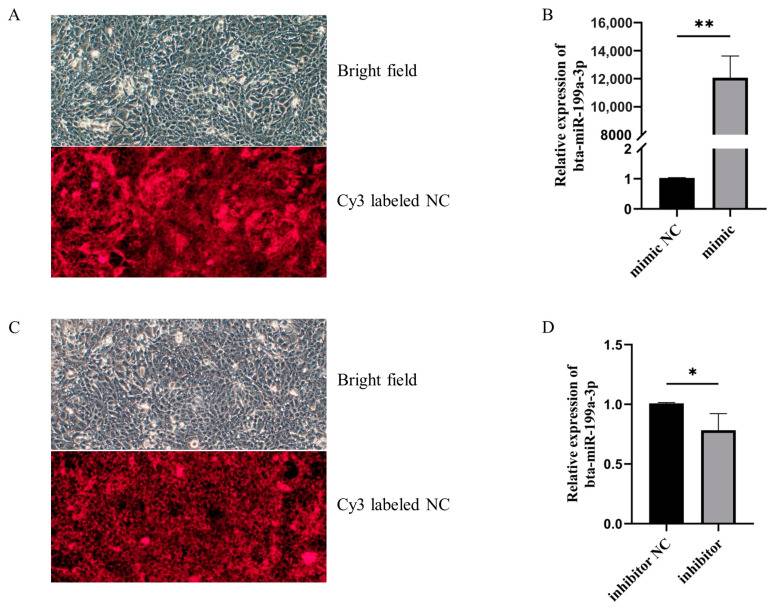 A
Bright field
Cy3 labeled NC
B
Relative expression of
bta-miR-199a-3p
16,000
14,000
12,000
10,000
8000
2
1
0
**
mimic NC
mimic
C
Bright field
Cy3 labeled NC
D
Relative expression of
bta-miR-199a-3p
1.5
1.0
0.5
0.0
*
inhibitor NC
inhibitor